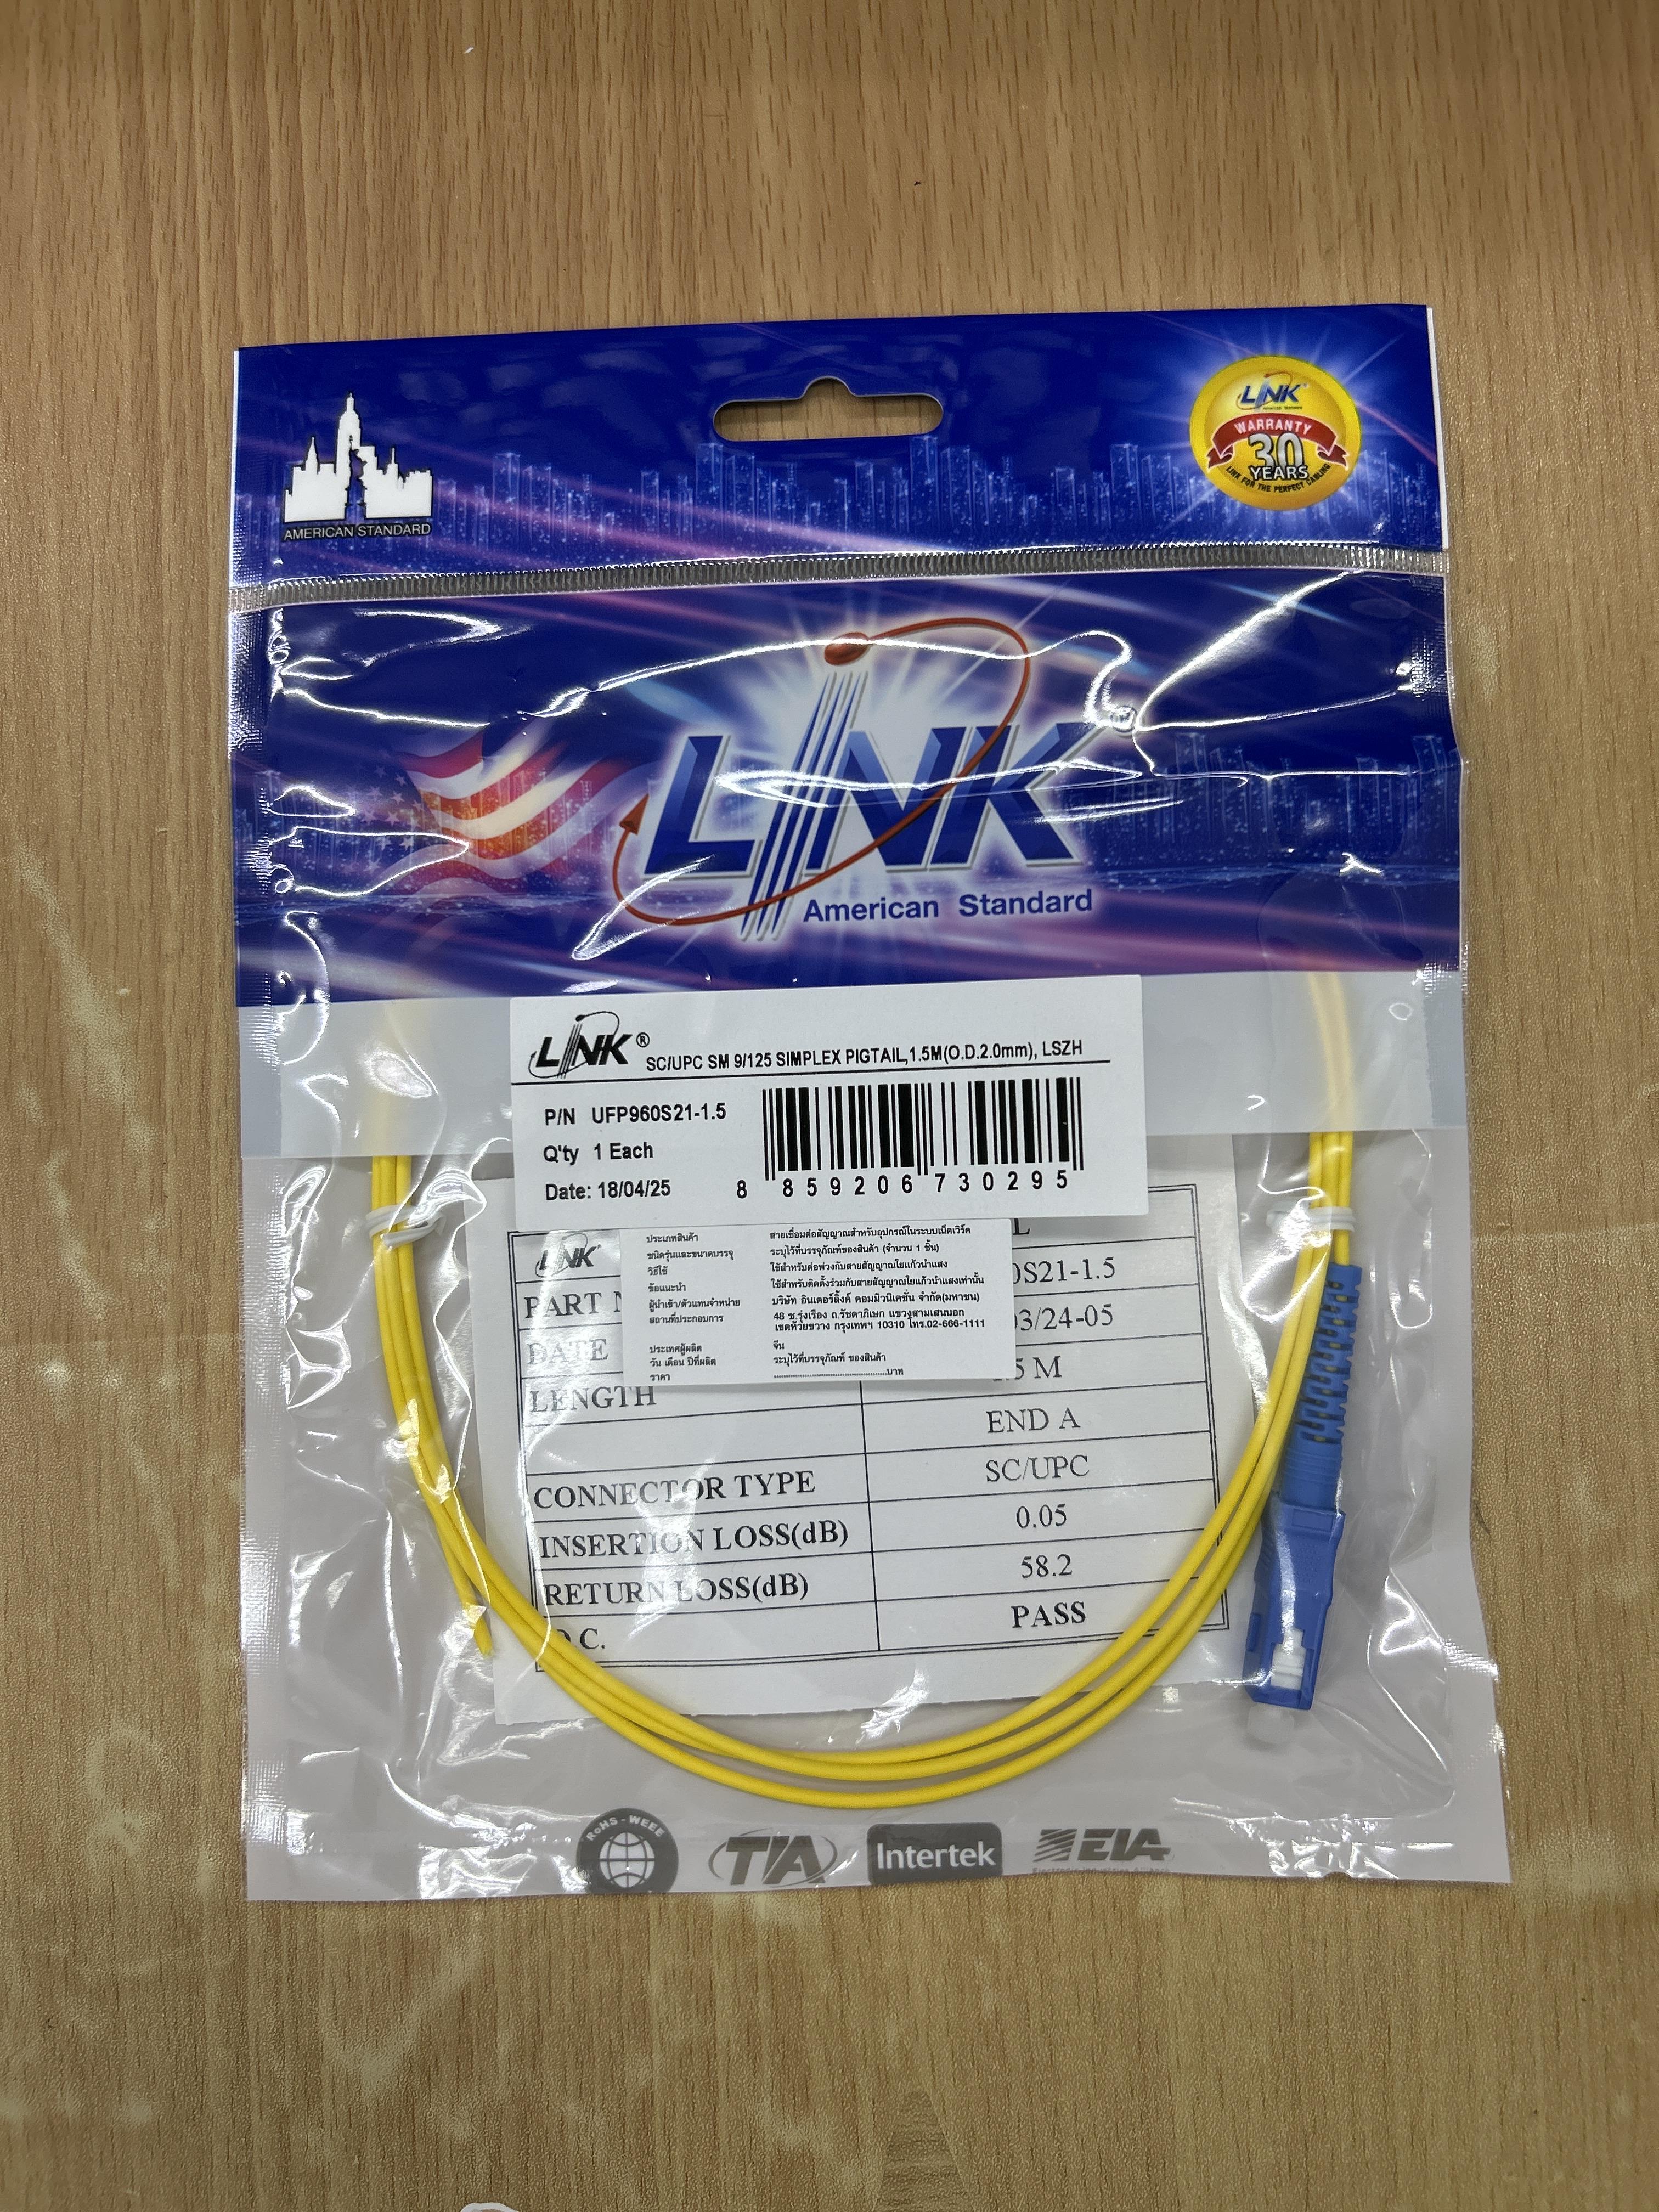 AMERICAN STANDARD
LINK
American Standard
WARRANTY
30
YEARS
LINK FOR THE PERFECT CABLING
LINK
American Standard
LINK® SC/UPC SM 9/125 SIMPLEX PIGTAIL,1.5M(O.D.2.0mm), LSZH
P/N UFP960S21-1.5
Q'ty 1 Each
Date: 18/04/25
8 859206 730295
ประเภทสินค้า สายเชื่อมต่อสัญญาณสำหรับอุปกรณ์ในระบบเน็ตเวิร์ค
ชนิดรุ่นและขนาดบรรจุ ระบุไว้ที่บรรจุภัณฑ์ของสินค้า (จำนวน 1 ชิ้น)
วิธีใช้ ใช้สำหรับต่อพ่วงกับสายสัญญาณใยแก้วนำแสง
ข้อแนะนำ ใช้สำหรับติดตั้งร่วมกับสายสัญญาณใยแก้วนำแสงเท่านั้น
ผู้นำเข้า/ตัวแทนจำหน่าย บริษัท อินเตอร์ลิ้งค์ คอมมิวนิเคชั่น จำกัด(มหาชน)
สถานที่ประกอบการ 48 ซ.รุ่งเรือง ถ.รัชดาภิเษก แขวงสามเสนนอก
เขตห้วยขวาง กรุงเทพฯ 10310 โทร.02-666-1111
ประเทศผู้ผลิต จีน
วัน เดือน ปีที่ผลิต ระบุไว้ที่บรรจุภัณฑ์ ของสินค้า
ราคา ........................................บาท
LINK
PART 0S21-1.5
DATE 03/24-05
LENGTH 5 M
END A
CONNECTOR TYPE SC/UPC
INSERTION LOSS(dB) 0.05
RETURN LOSS(dB) 58.2
.C. PASS
RoHS - WEEE
TIA
Intertek
EIA